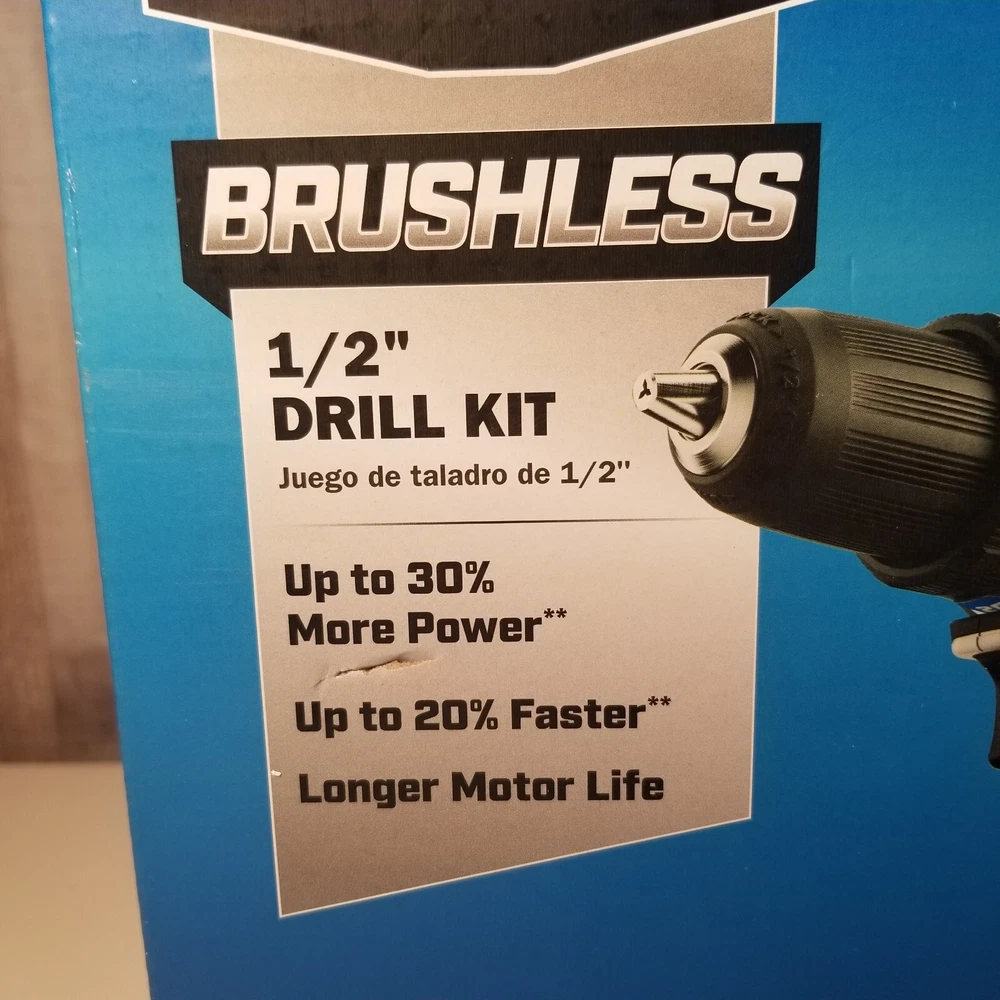 BRUSHLESS
1/2"
DRILL KIT
Juego de taladro de 1/2"
Up to 30%
More Power**
Up to 20% Faster**
Longer Motor Life